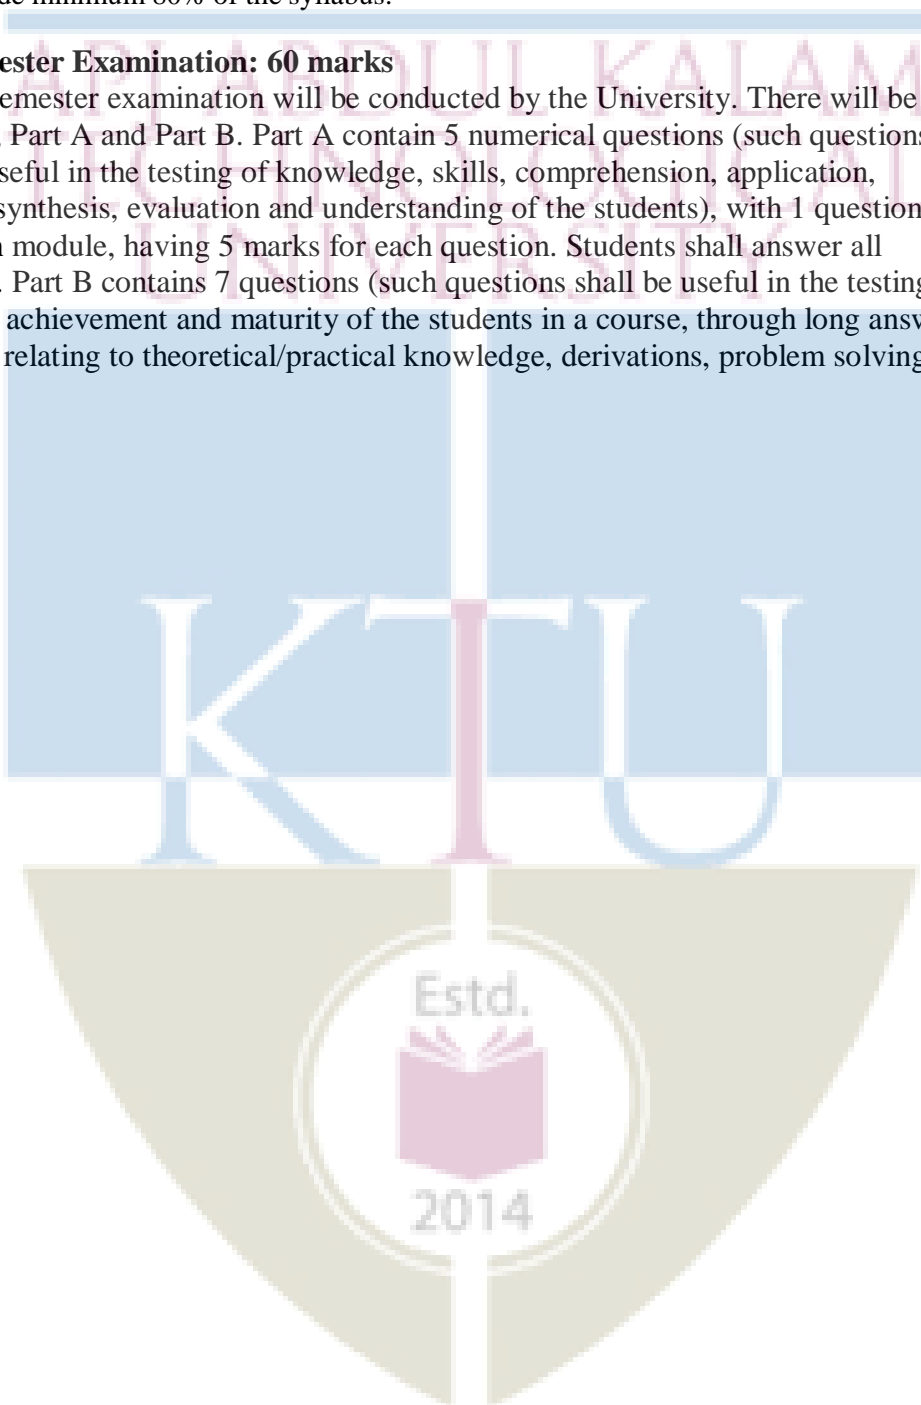 de minimum 80% of the syllabus.
ester Examination: 60 marks
emester examination will be conducted by the University. There will be
, Part A and Part B. Part A contain 5 numerical questions (such questions
seful in the testing of knowledge, skills, comprehension, application,
synthesis, evaluation and understanding of the students), with 1 question
n module, having 5 marks for each question. Students shall answer all
. Part B contains 7 questions (such questions shall be useful in the testing
achievement and maturity of the students in a course, through long answ
relating to theoretical/practical knowledge, derivations, problem solving
API ABDUL KALAM
TECHNOLOGICAL
UNIVERSITY
KTU
Estd.
2014